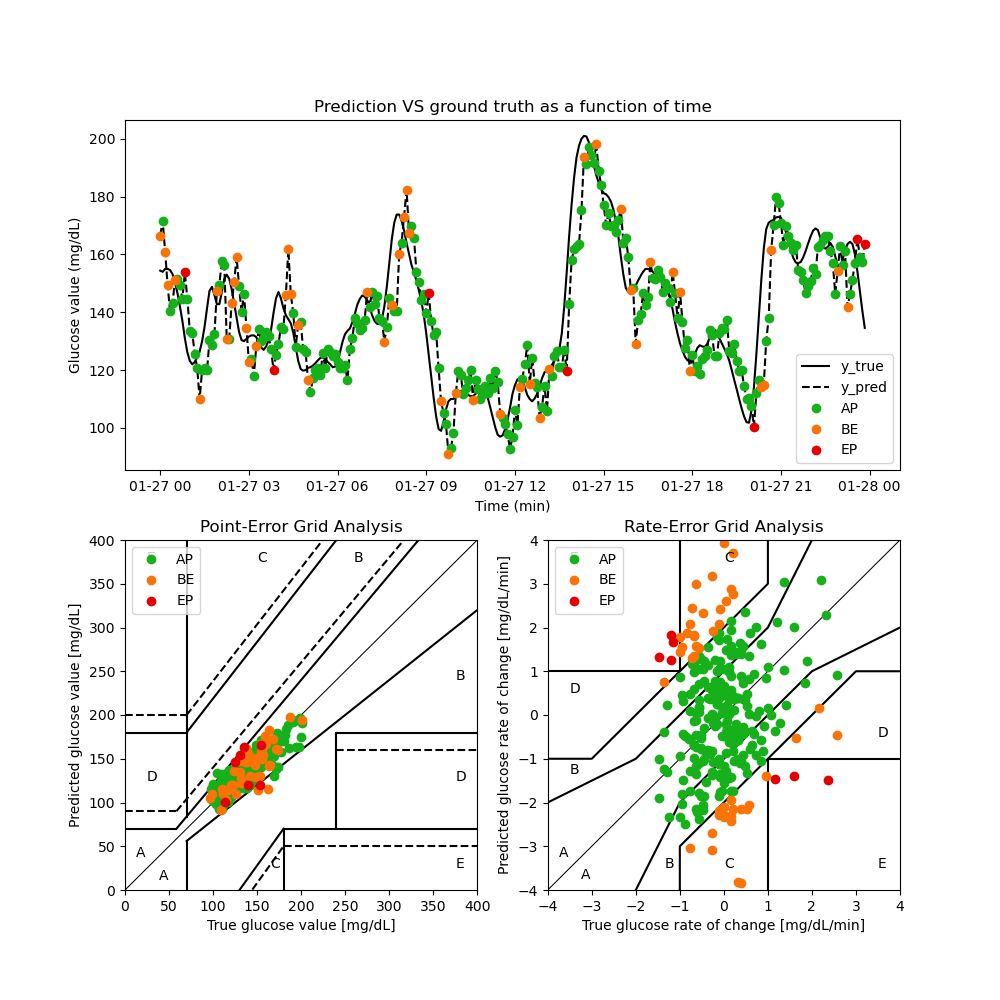 Prediction VS ground truth as a function of time
Glucose value (mg/dL)
200
180
160
140
120
100
y_true
y_pred
AP
BE
EP
01-27 00 01-27 03 01-27 06 01-27 09 01-27 12 01-27 15 01-27 18 01-27 21 01-28 00
Time (min)
Point-Error Grid Analysis
Predicted glucose value [mg/dL]
400
350
300
250
200
150
100
50
0
AP
BE
EP
C
B
B
D
D
A
A
C
E
0 50 100 150 200 250 300 350 400
True glucose value [mg/dL]
Rate-Error Grid Analysis
Predicted glucose rate of change [mg/dL/min]
4
3
2
1
0
−1
−2
−3
−4
AP
BE
EP
C
D
D
B
A
A
B
C
E
−4 −3 −2 −1 0 1 2 3 4
True glucose rate of change [mg/dL/min]